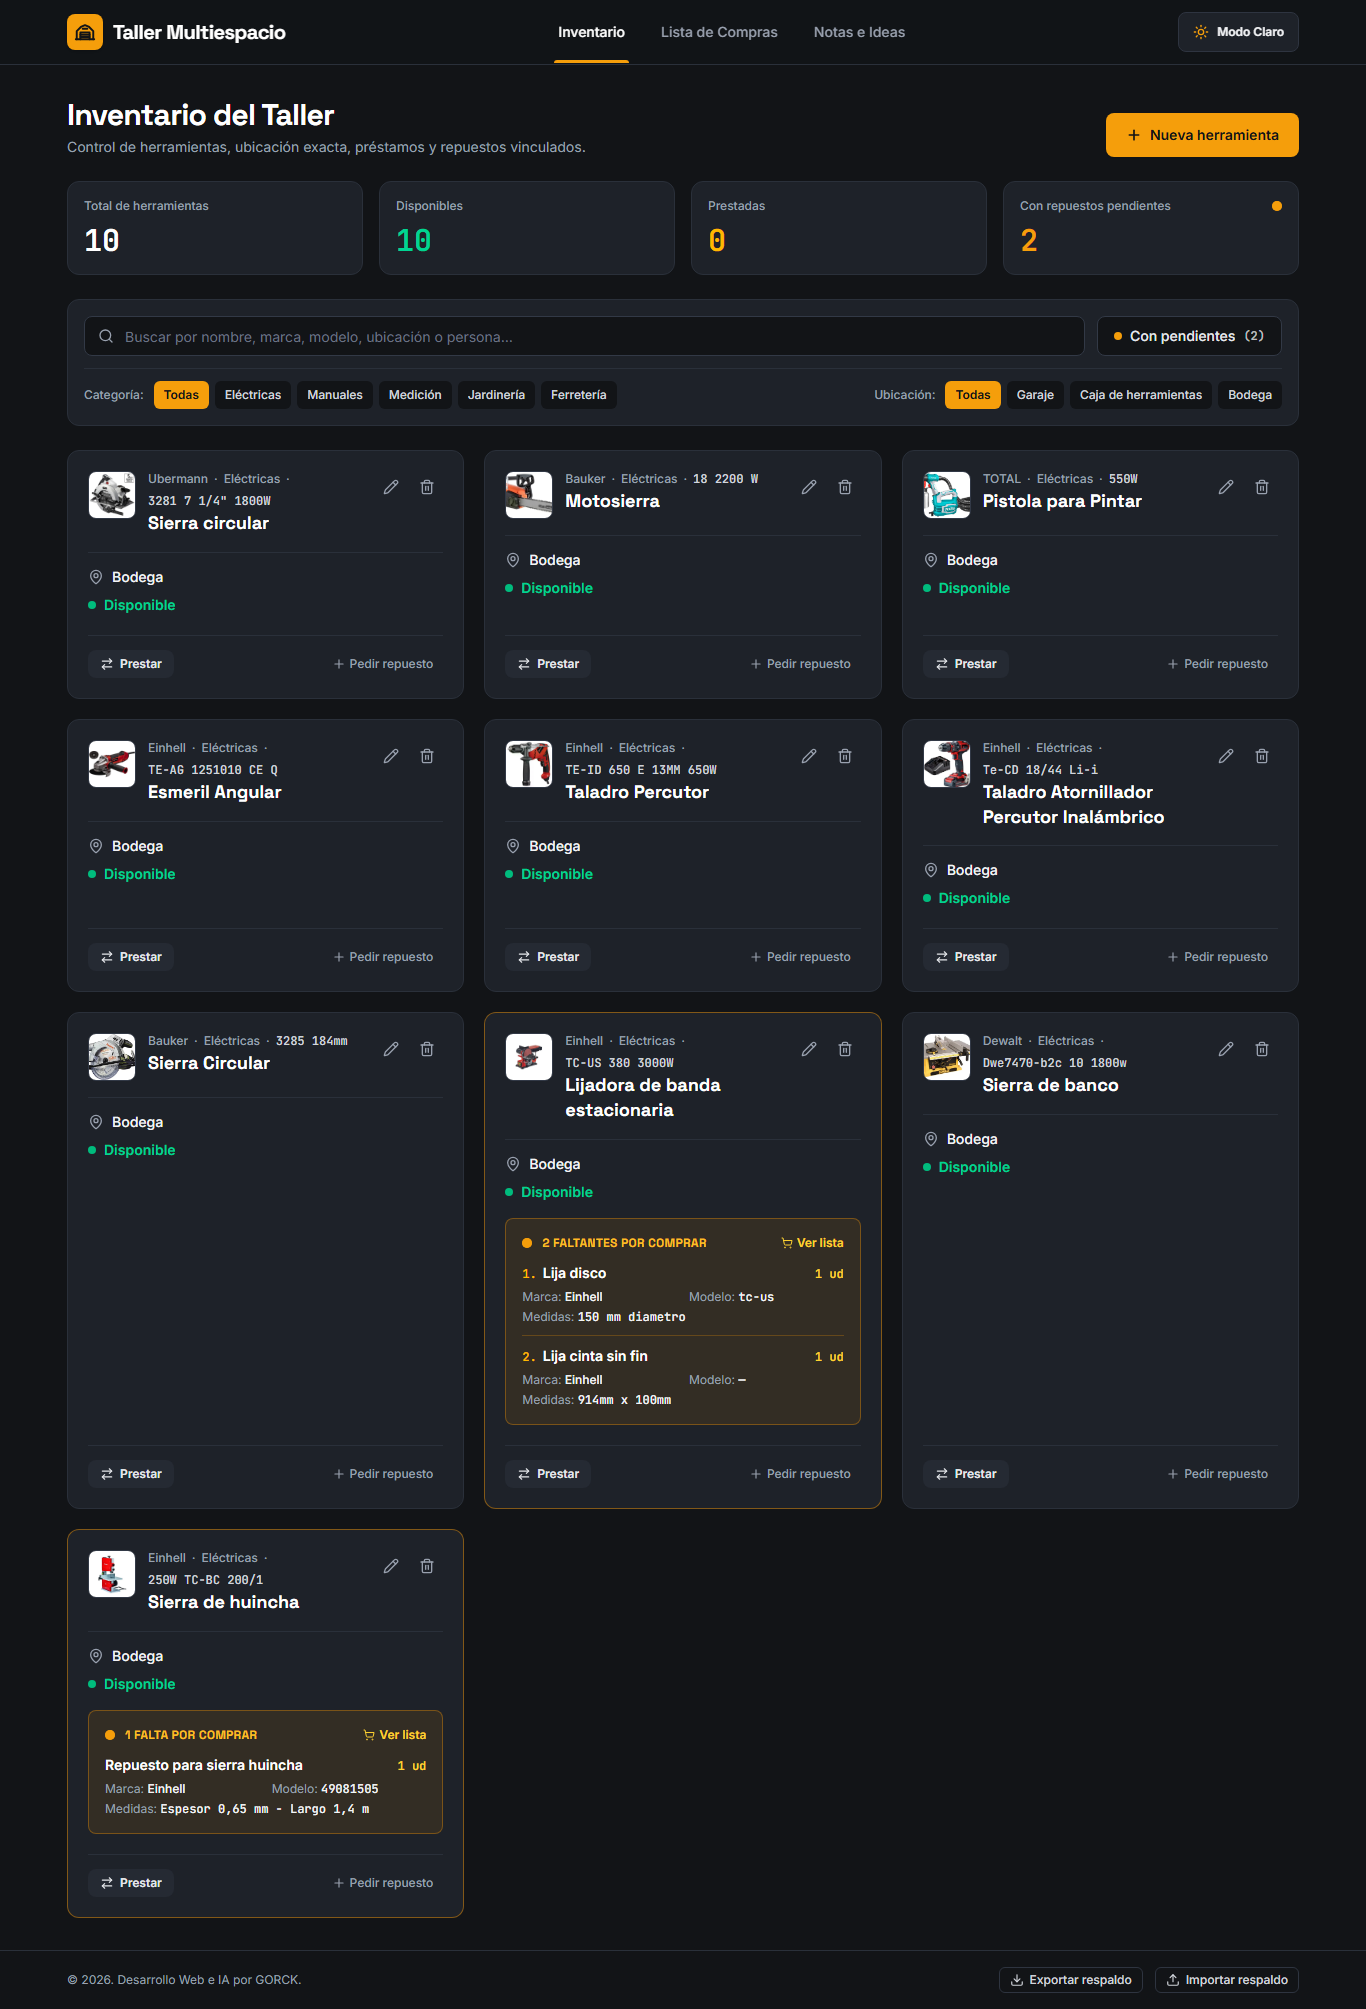 Taller Multiespacio
Inventario
Lista de Compras
Notas e Ideas
Modo Claro
Inventario del Taller
Control de herramientas, ubicación exacta, préstamos y repuestos vinculados.
+ Nueva herramienta
Total de herramientas
10
Disponibles
10
Prestadas
0
Con repuestos pendientes
2
Buscar por nombre, marca, modelo, ubicación o persona...
Con pendientes (2)
Categoría: Todas Eléctricas Manuales Medición Jardinería Ferretería
Ubicación: Todas Garaje Caja de herramientas Bodega
Ubermann · Eléctricas ·
3281 7 1/4" 1800W
Sierra circular
Bodega
Disponible
Prestar
+ Pedir repuesto
Bauker · Eléctricas · 18 2200 W
Motosierra
Bodega
Disponible
Prestar
+ Pedir repuesto
TOTAL · Eléctricas · 550W
Pistola para Pintar
Bodega
Disponible
Prestar
+ Pedir repuesto
Einhell · Eléctricas ·
TE-AG 1251010 CE Q
Esmeril Angular
Bodega
Disponible
Prestar
+ Pedir repuesto
Einhell · Eléctricas ·
TE-ID 650 E 13MM 650W
Taladro Percutor
Bodega
Disponible
Prestar
+ Pedir repuesto
Einhell · Eléctricas ·
Te-CD 18/44 Li-i
Taladro Atornillador
Percutor Inalámbrico
Bodega
Disponible
Prestar
+ Pedir repuesto
Bauker · Eléctricas · 3285 184mm
Sierra Circular
Bodega
Disponible
Prestar
+ Pedir repuesto
Einhell · Eléctricas ·
TC-US 380 3000W
Lijadora de banda
estacionaria
Bodega
Disponible
2 FALTANTES POR COMPRAR
Ver lista
1. Lija disco 1 ud
Marca: Einhell Modelo: tc-us
Medidas: 150 mm diametro
2. Lija cinta sin fin 1 ud
Marca: Einhell Modelo: —
Medidas: 914mm x 100mm
Prestar
+ Pedir repuesto
Dewalt · Eléctricas ·
Dwe7470-b2c 10 1800w
Sierra de banco
Bodega
Disponible
Prestar
+ Pedir repuesto
Einhell · Eléctricas ·
250W TC-BC 200/1
Sierra de huincha
Bodega
Disponible
1 FALTA POR COMPRAR
Ver lista
Repuesto para sierra huincha 1 ud
Marca: Einhell Modelo: 49081505
Medidas: Espesor 0,65 mm - Largo 1,4 m
Prestar
+ Pedir repuesto
© 2026. Desarrollo Web e IA por GORCK.
Exportar respaldo
Importar respaldo